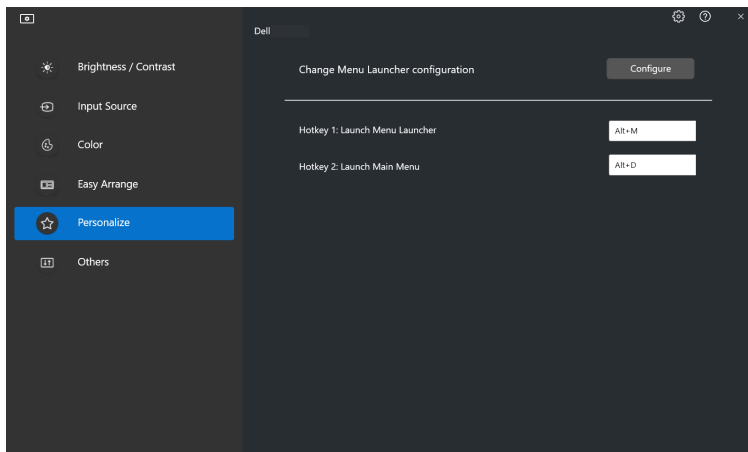 Dell
Brightness / Contrast
Input Source
Color
Easy Arrange
Personalize
Others
Change Menu Launcher configuration
Configure
Hotkey 1: Launch Menu Launcher
Alt+M
Hotkey 2: Launch Main Menu
Alt+D